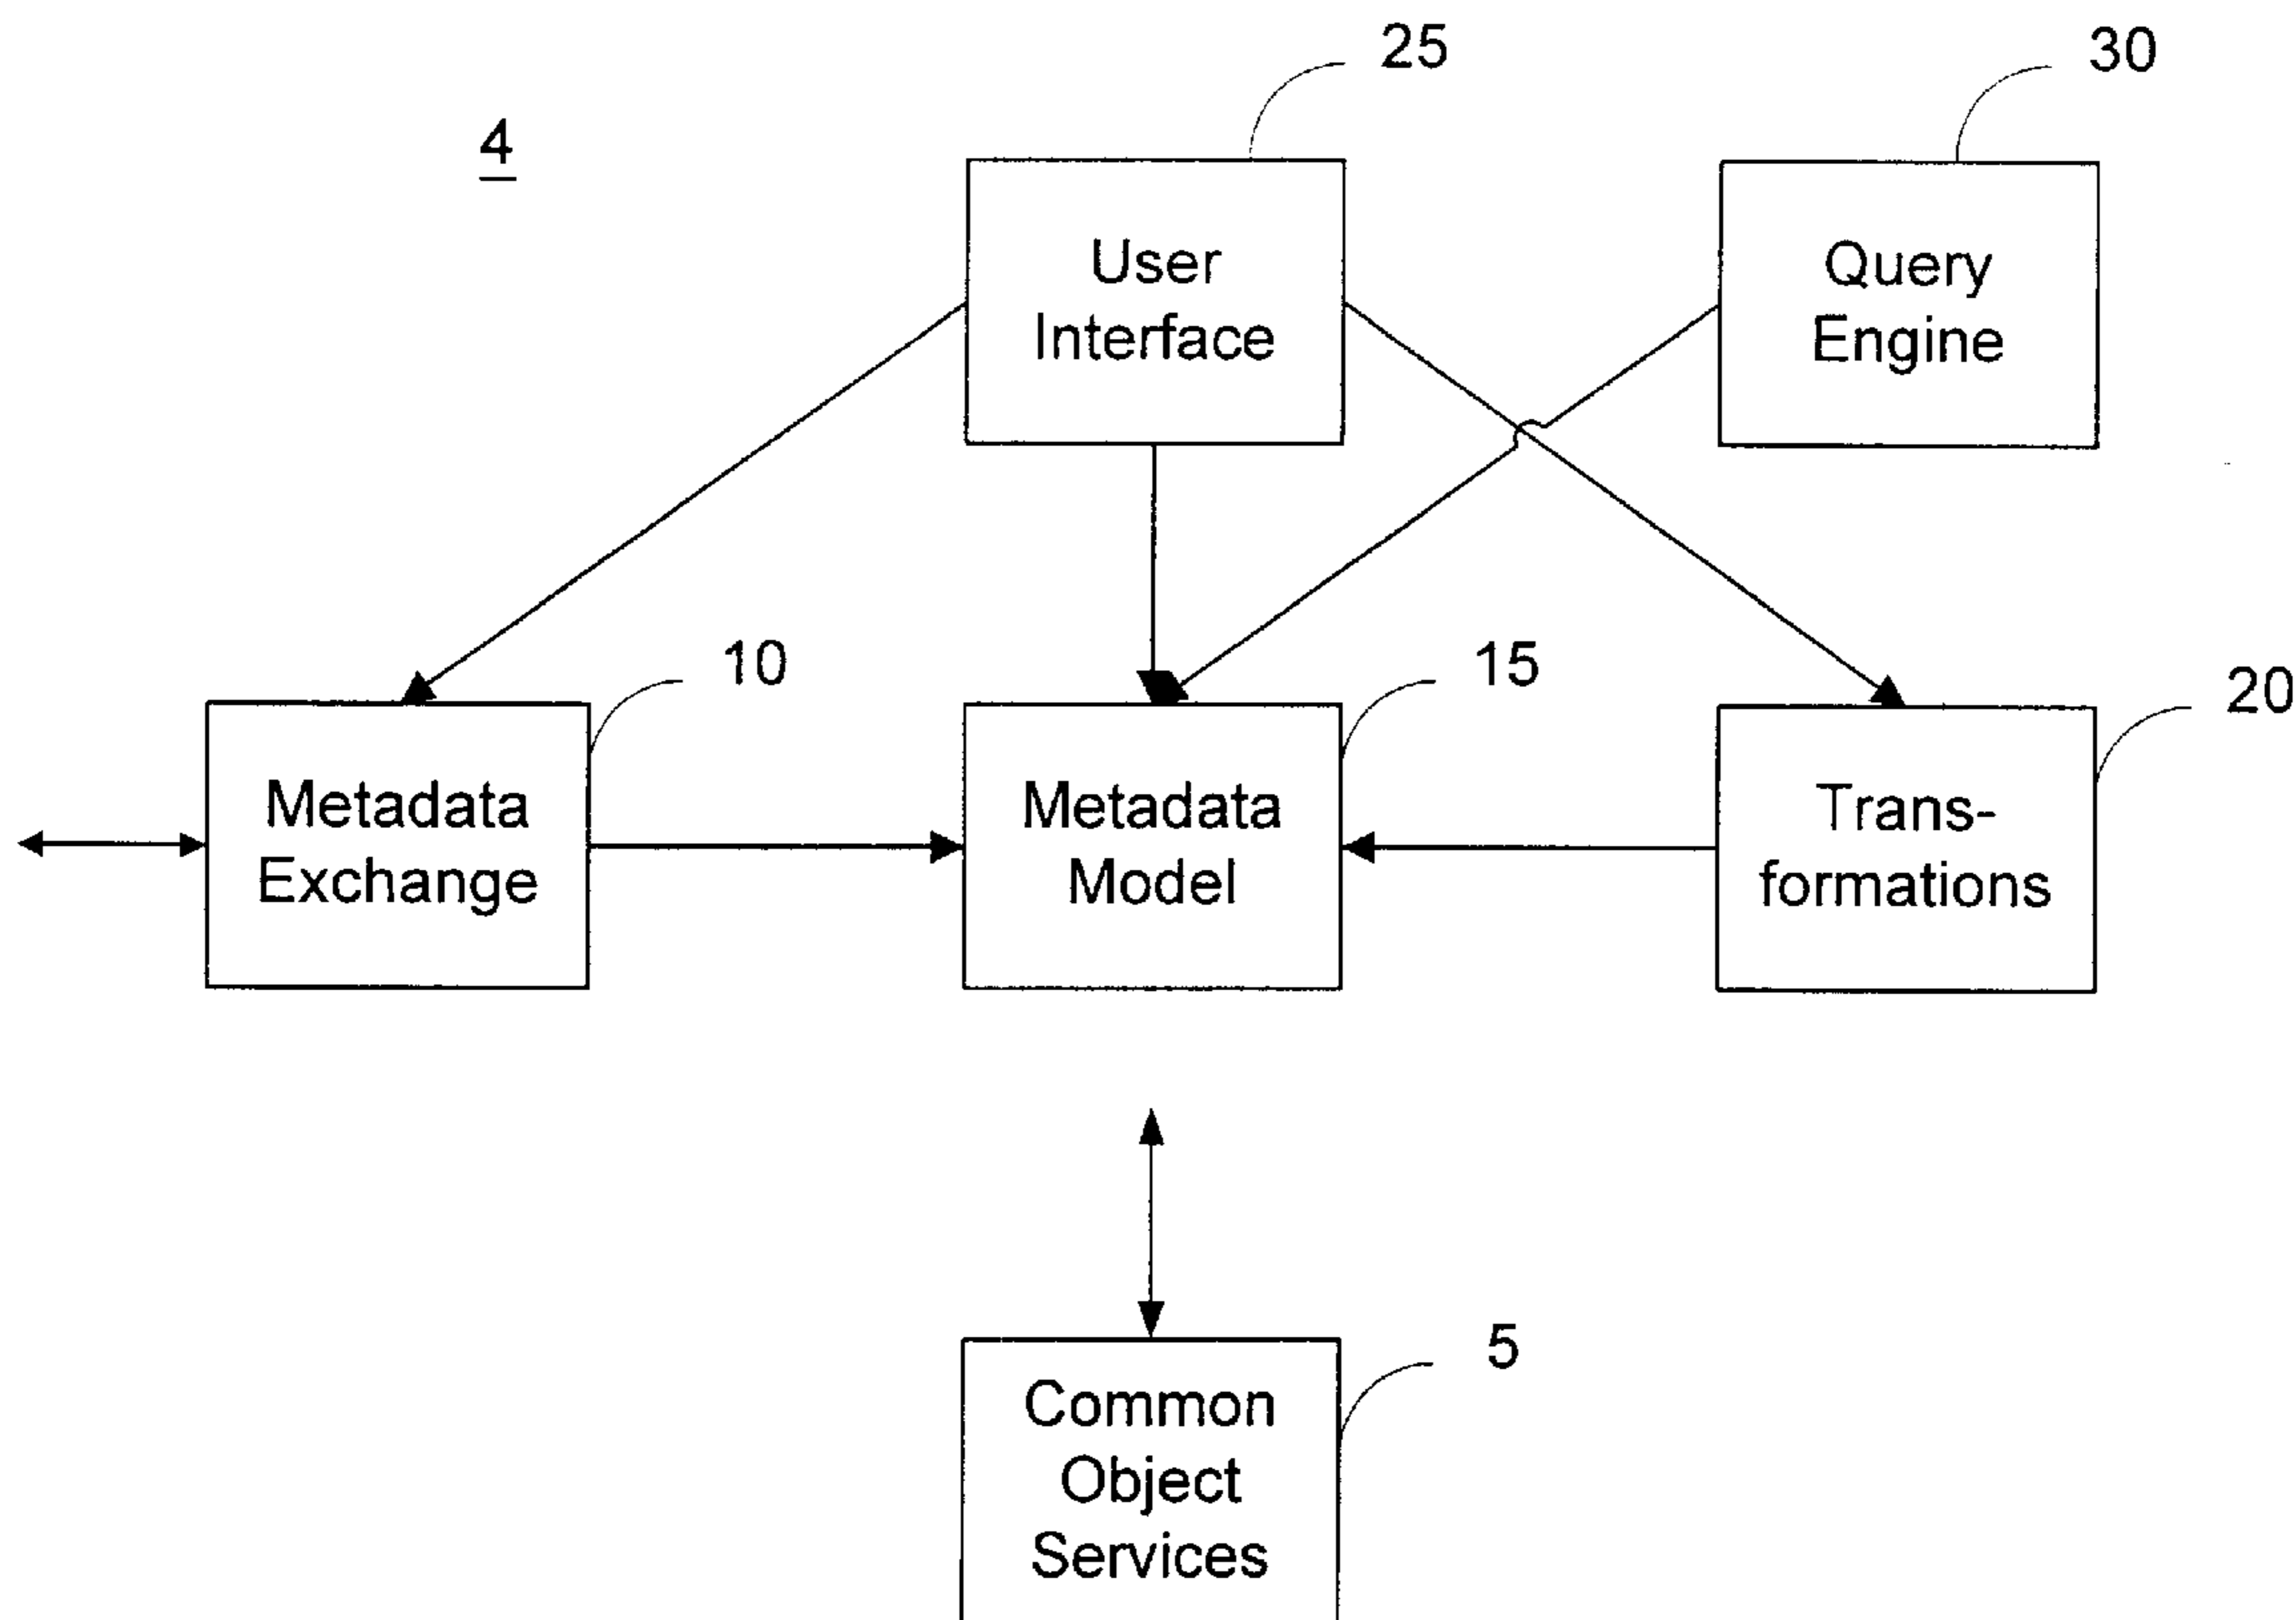 25
30
4
User
Interface
Query
Engine
10
15
20
Metadata
Exchange
Metadata
Model
Trans-
formations
5
Common
Object
Services